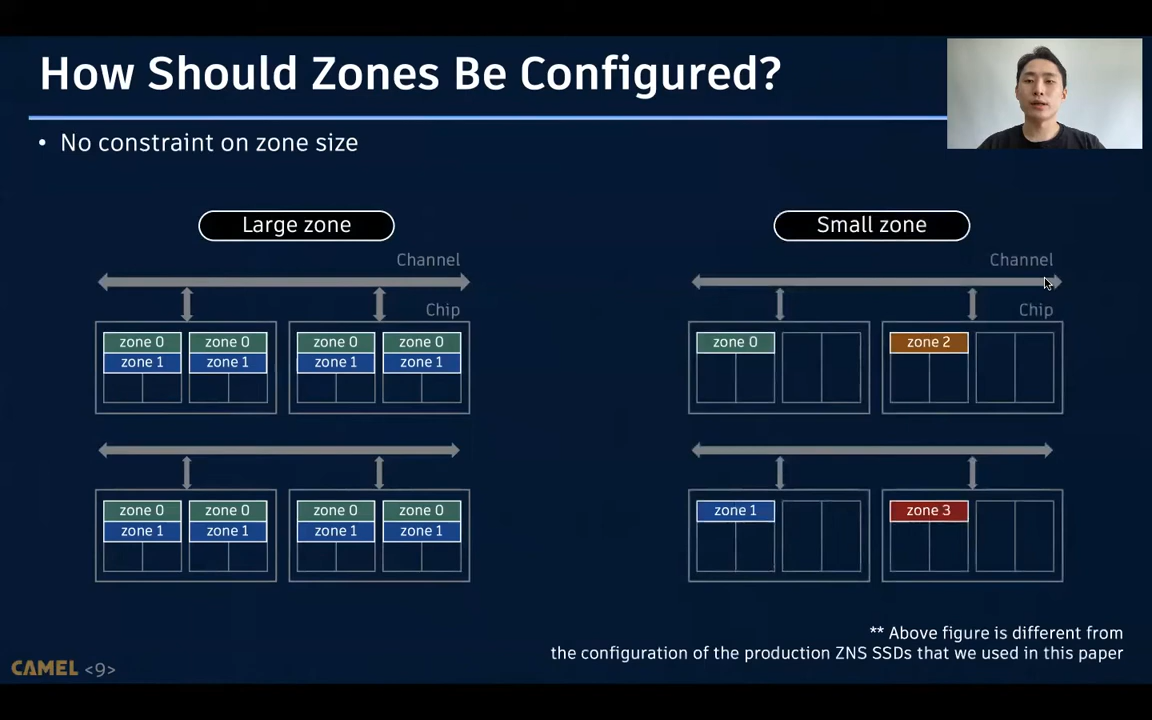 How Should Zones Be Configured?
• No constraint on zone size
Large zone
Small zone
Channel
Channel
Chip
Chip
zone 0 zone 0 zone 0 zone 0
zone 1 zone 1 zone 1 zone 1
zone 0 zone 2
zone 0 zone 0 zone 0 zone 0
zone 1 zone 1 zone 1 zone 1
zone 1 zone 3
** Above figure is different from
the configuration of the production ZNS SSDs that we used in this paper
CAMEL <9>